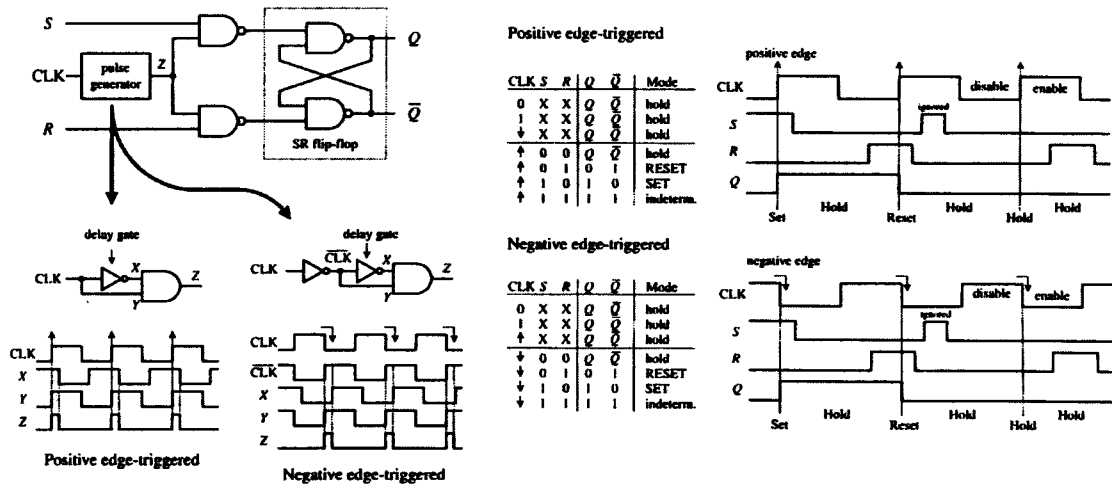 S
CLK
pulse
generator
Z
R
Q
Q̅
SR flip-flop
delay gate
CLK
X
Y
Z
delay gate
CLK
C̅L̅K̅
X
Y
Z
CLK
X
Y
Z
Positive edge-triggered
CLK
C̅L̅K̅
X
Y
Z
Negative edge-triggered
Positive edge-triggered
CLK S R Q Q̅ Mode
0 X X Q Q̅ hold
1 X X Q Q̅ hold
↓ X X Q Q̅ hold
↑ 0 0 Q Q̅ hold
↑ 0 1 0 1 RESET
↑ 1 0 1 0 SET
↑ 1 1 1 1 indeterm.
positive edge
CLK
disable
enable
S
ignored
R
Q
Set
Hold
Reset
Hold
Hold
Hold
Negative edge-triggered
CLK S R Q Q̅ Mode
0 X X Q Q̅ hold
1 X X Q Q̅ hold
↑ X X Q Q̅ hold
↓ 0 0 Q Q̅ hold
↓ 0 1 0 1 RESET
↓ 1 0 1 0 SET
↓ 1 1 1 1 indeterm.
negative edge
CLK
disable
enable
S
ignored
R
Q
Set
Hold
Reset
Hold
Hold
Hold